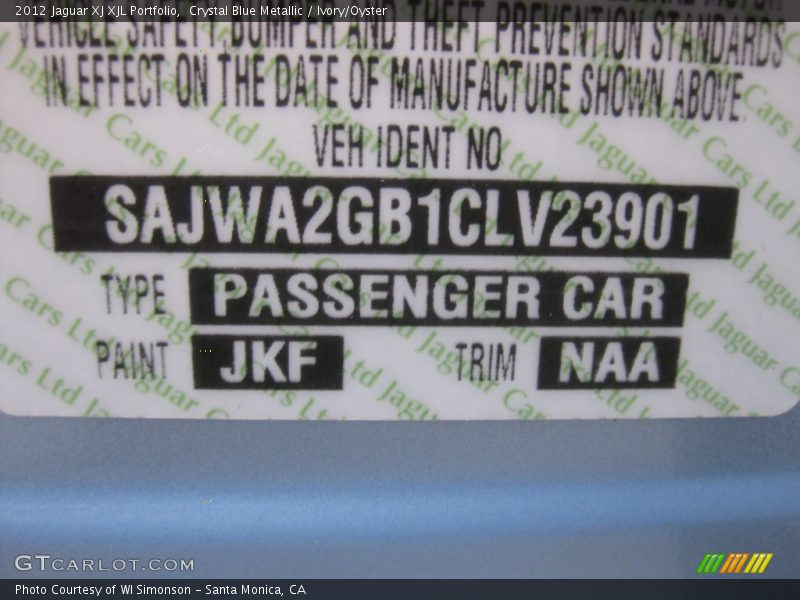 2012 Jaguar XJ XJL Portfolio, Crystal Blue Metallic / Ivory/Oyster
VEHICLE SAFETY, BUMPER AND THEFT PREVENTION STANDARDS
IN EFFECT ON THE DATE OF MANUFACTURE SHOWN ABOVE.
VEH IDENT NO
SAJWA2GB1CLV23901
TYPE PASSENGER CAR
PAINT JKF TRIM NAA
GTCARLOT.COM
Photo Courtesy of WI Simonson - Santa Monica, CA